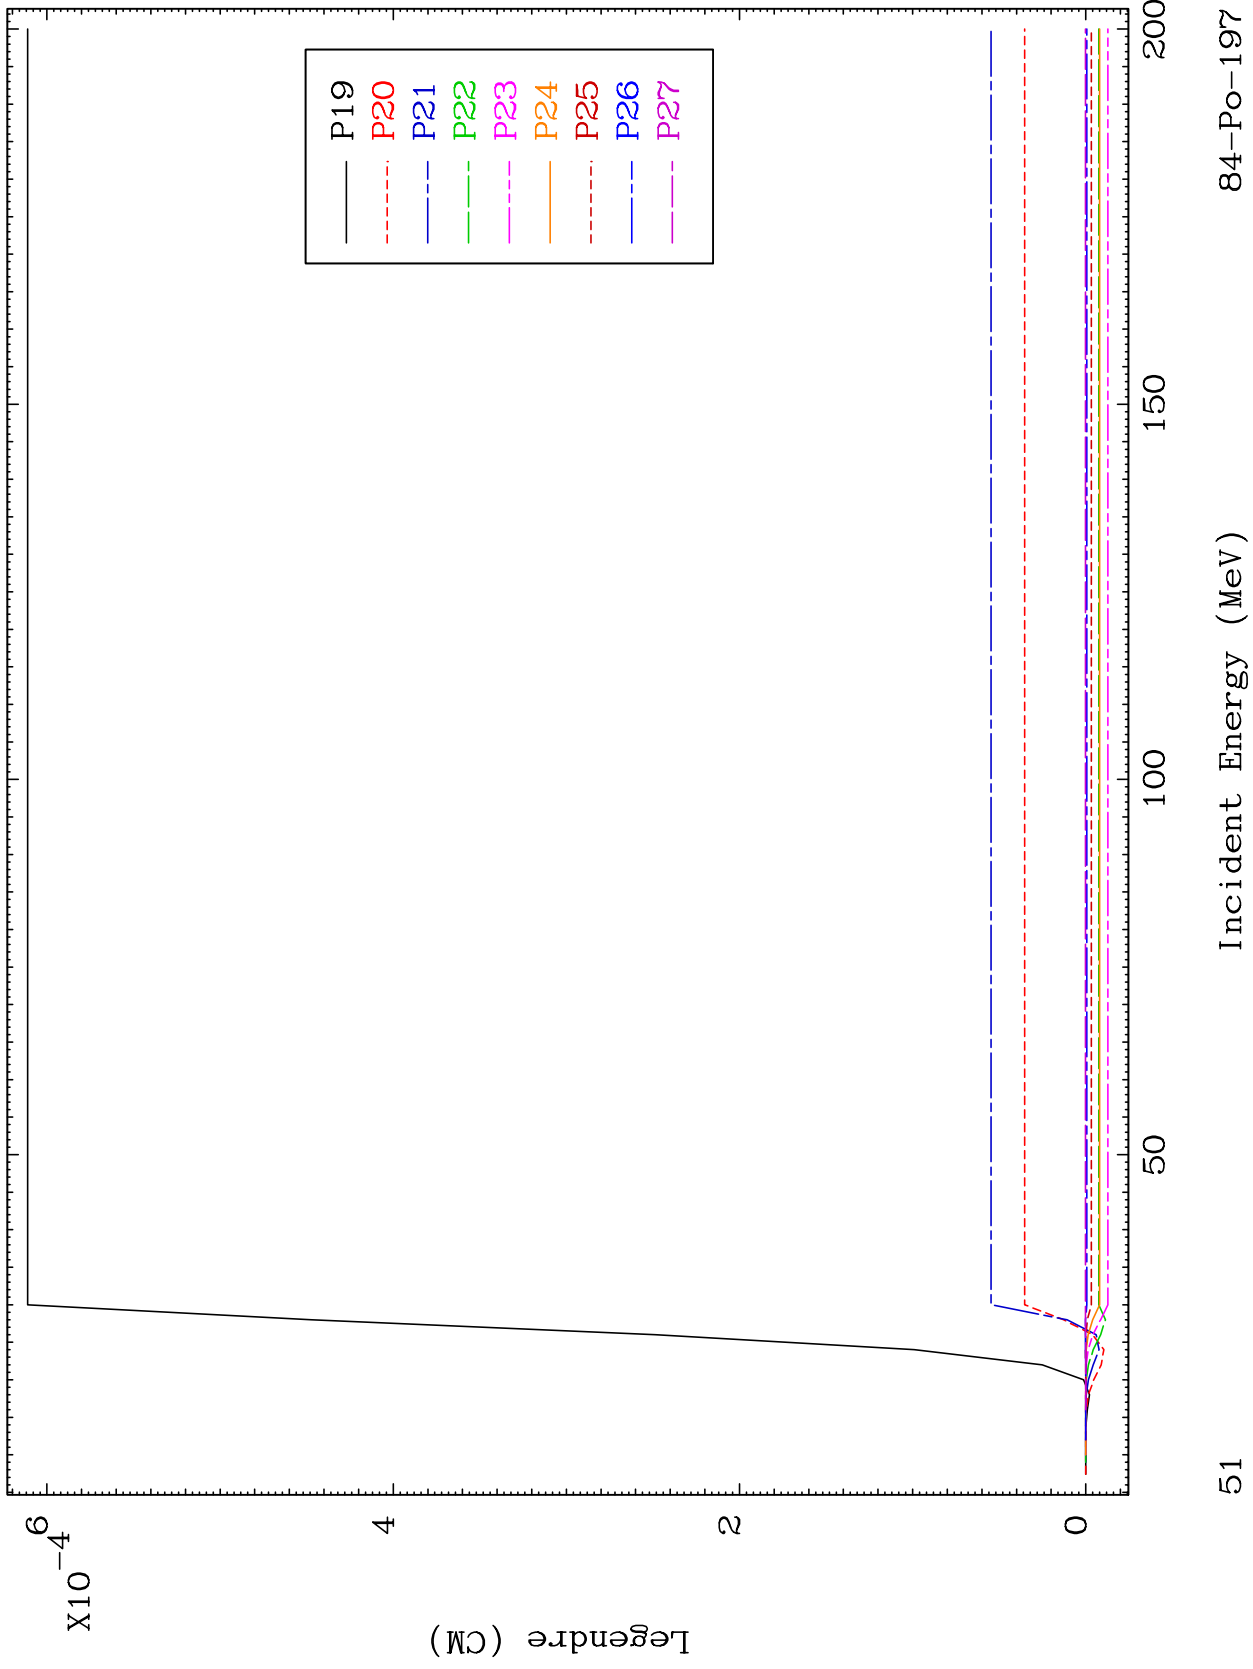 X10-4
6
4
2
0
Legendre (CM)
P19
P20
P21
P22
P23
P24
P25
P26
P27
50
100
150
200
Incident Energy (MeV)
51
84-Po-197